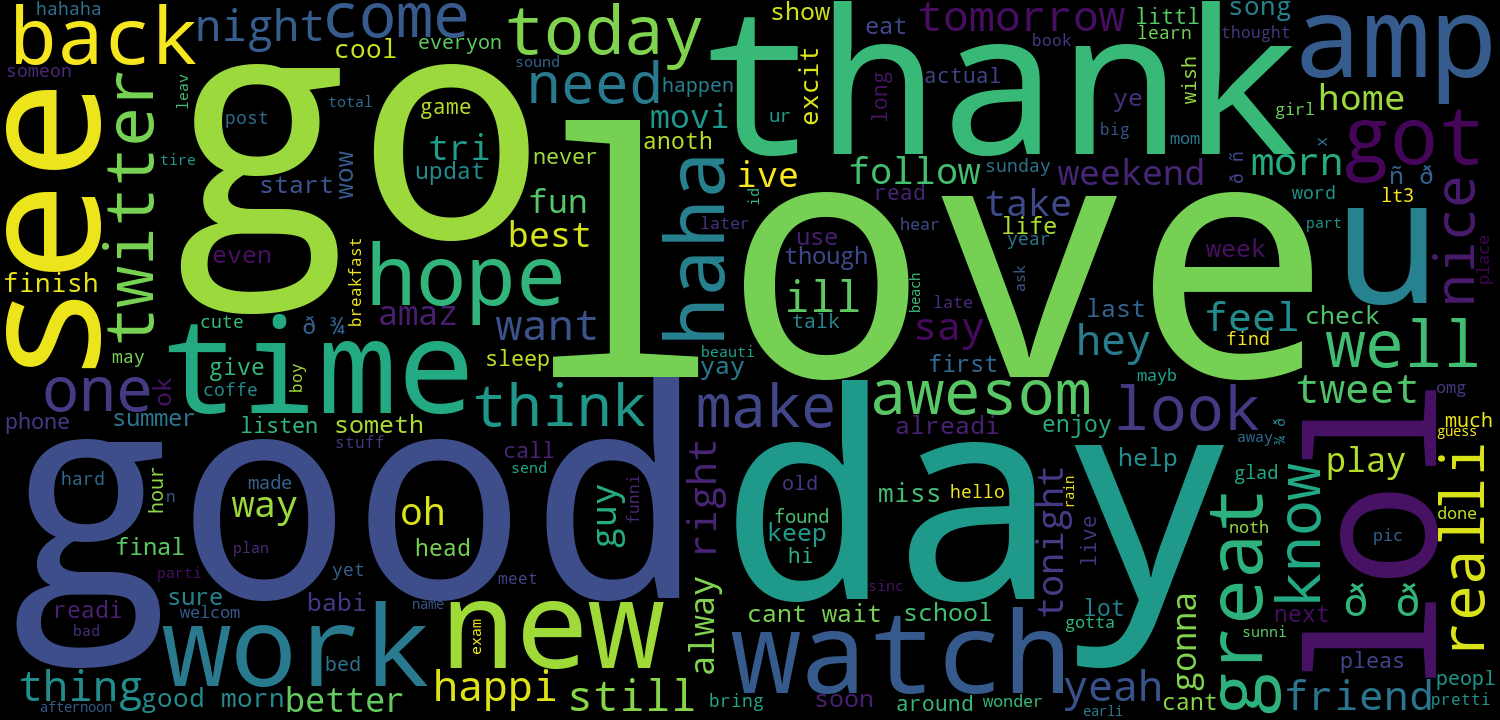 hahaha
back
night
come
cool
everyon
today
show
eat
tomorrow
littl
learn
song
thought
amp
someon
see
twitter
leav
go
post
total
game
sound
need
happen
movi
anoth
thank
excit
ur
long
book
actual
ye
big
wish
mom
girl
home
got
tire
start
wow
tri
updat
never
fun
best
haha
ive
follow
sunday
weekend
morn
ð ñ
x
ñ ð
word
lt3
nice
place
part
even
finish
breakfast
hope
amaz
want
love
later
id
read
hear
take
life
year
use
though
ill
talk
beach
late
say
first
ask
week
last
hey
feel
find
check
well
u
may
cute
ð ¾
time
give
coffe
boy
sleep
beauti
yay
one
ok
phone
summer
listen
someth
stuff
think
call
send
make
awesom
alreadi
enjoy
mayb
look
tweet
away
¾ ð
omg
much
guess
good
hard
hour
n
made
way
plan
final
parti
yet
oh
head
guy
funni
meet
right
day
old
found
keep
hi
miss
hello
sinc
tonight
rain
live
help
glad
noth
great
know
lol
play
pic
done
realli
readi
bad
sure
welcom
babi
name
work
bed
new
exam
alway
cant wait
school
watch
lot
gotta
gonna
sunni
next
ð ð
pleas
peopl
pretti
friend
thing
afternoon
good morn
better
happi
still
bring
soon
around
wonder
yeah
earli
cant